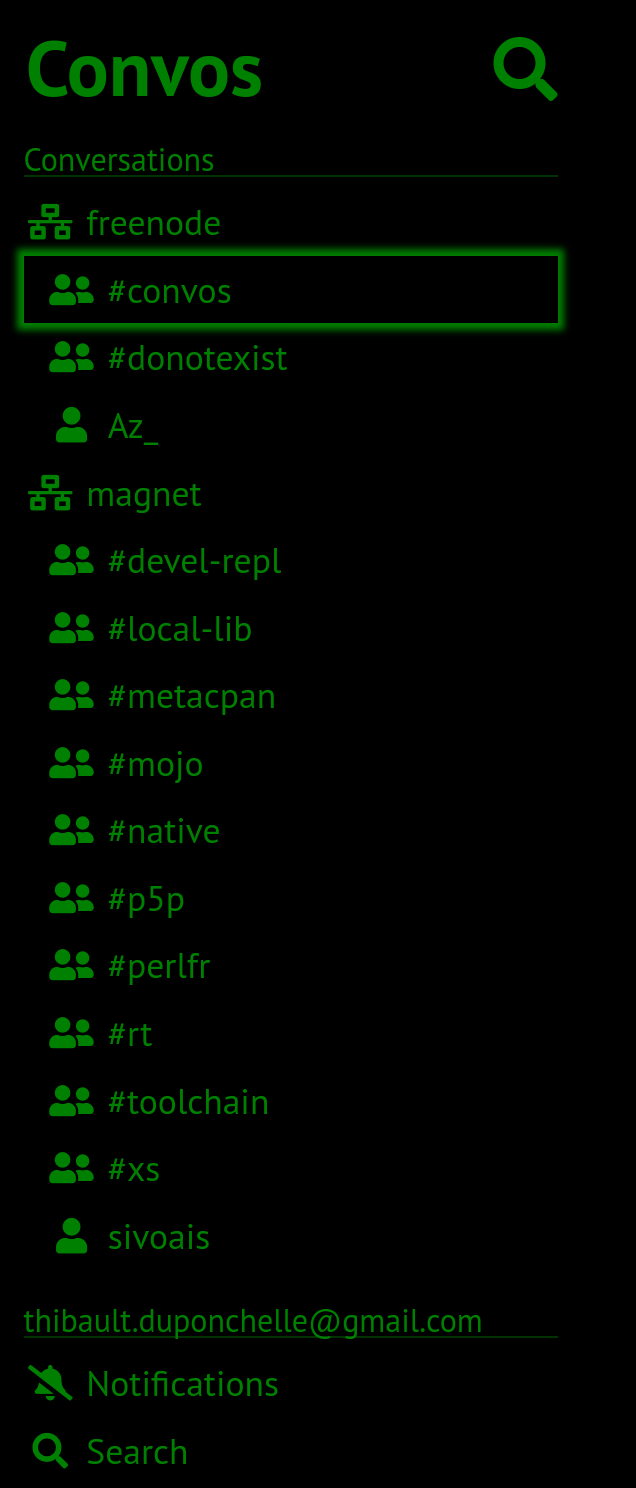 Convos
Conversations
freenode
#convos
#donotexist
Az_
magnet
#devel-repl
#local-lib
#metacpan
#mojo
#native
#p5p
#perlfr
#rt
#toolchain
#xs
sivoais
thibault.duponchelle@gmail.com
Notifications
Search